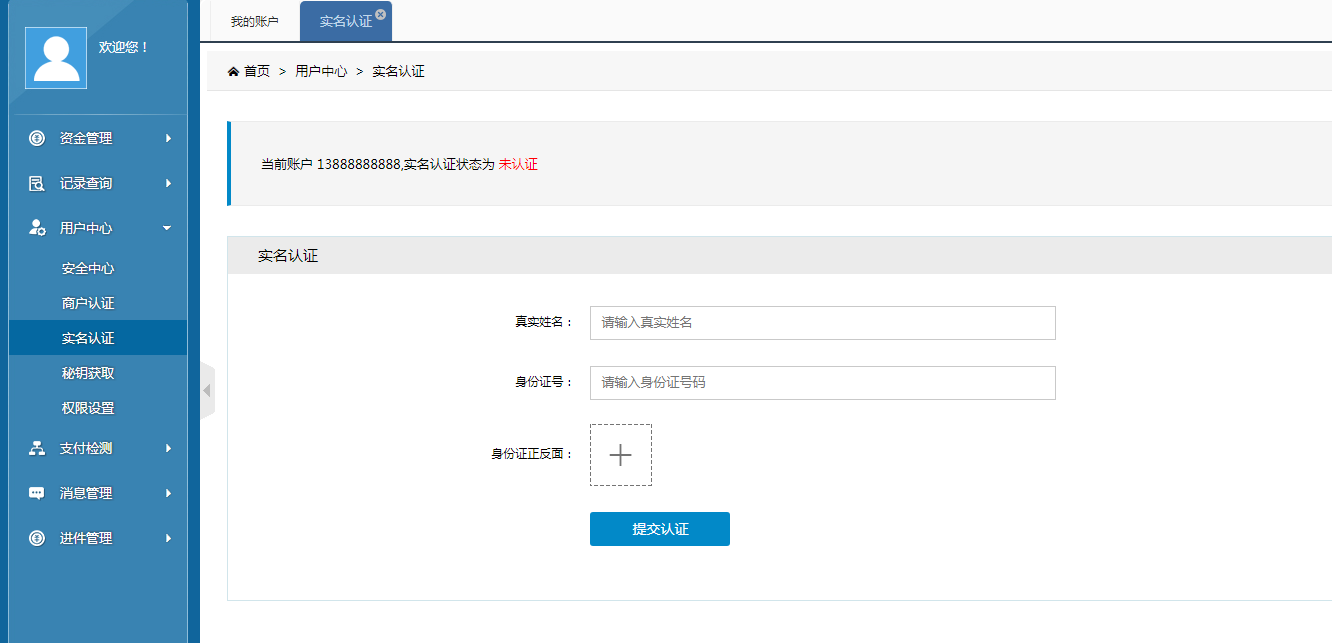 欢迎您！
资金管理
记录查询
用户中心
安全中心
商户认证
实名认证
秘钥获取
权限设置
支付检测
消息管理
进件管理
我的账户 实名认证
首页 > 用户中心 > 实名认证
当前账户 13888888888,实名认证状态为 未认证
实名认证
真实姓名： 请输入真实姓名
身份证号： 请输入身份证号码
身份证正反面：
提交认证